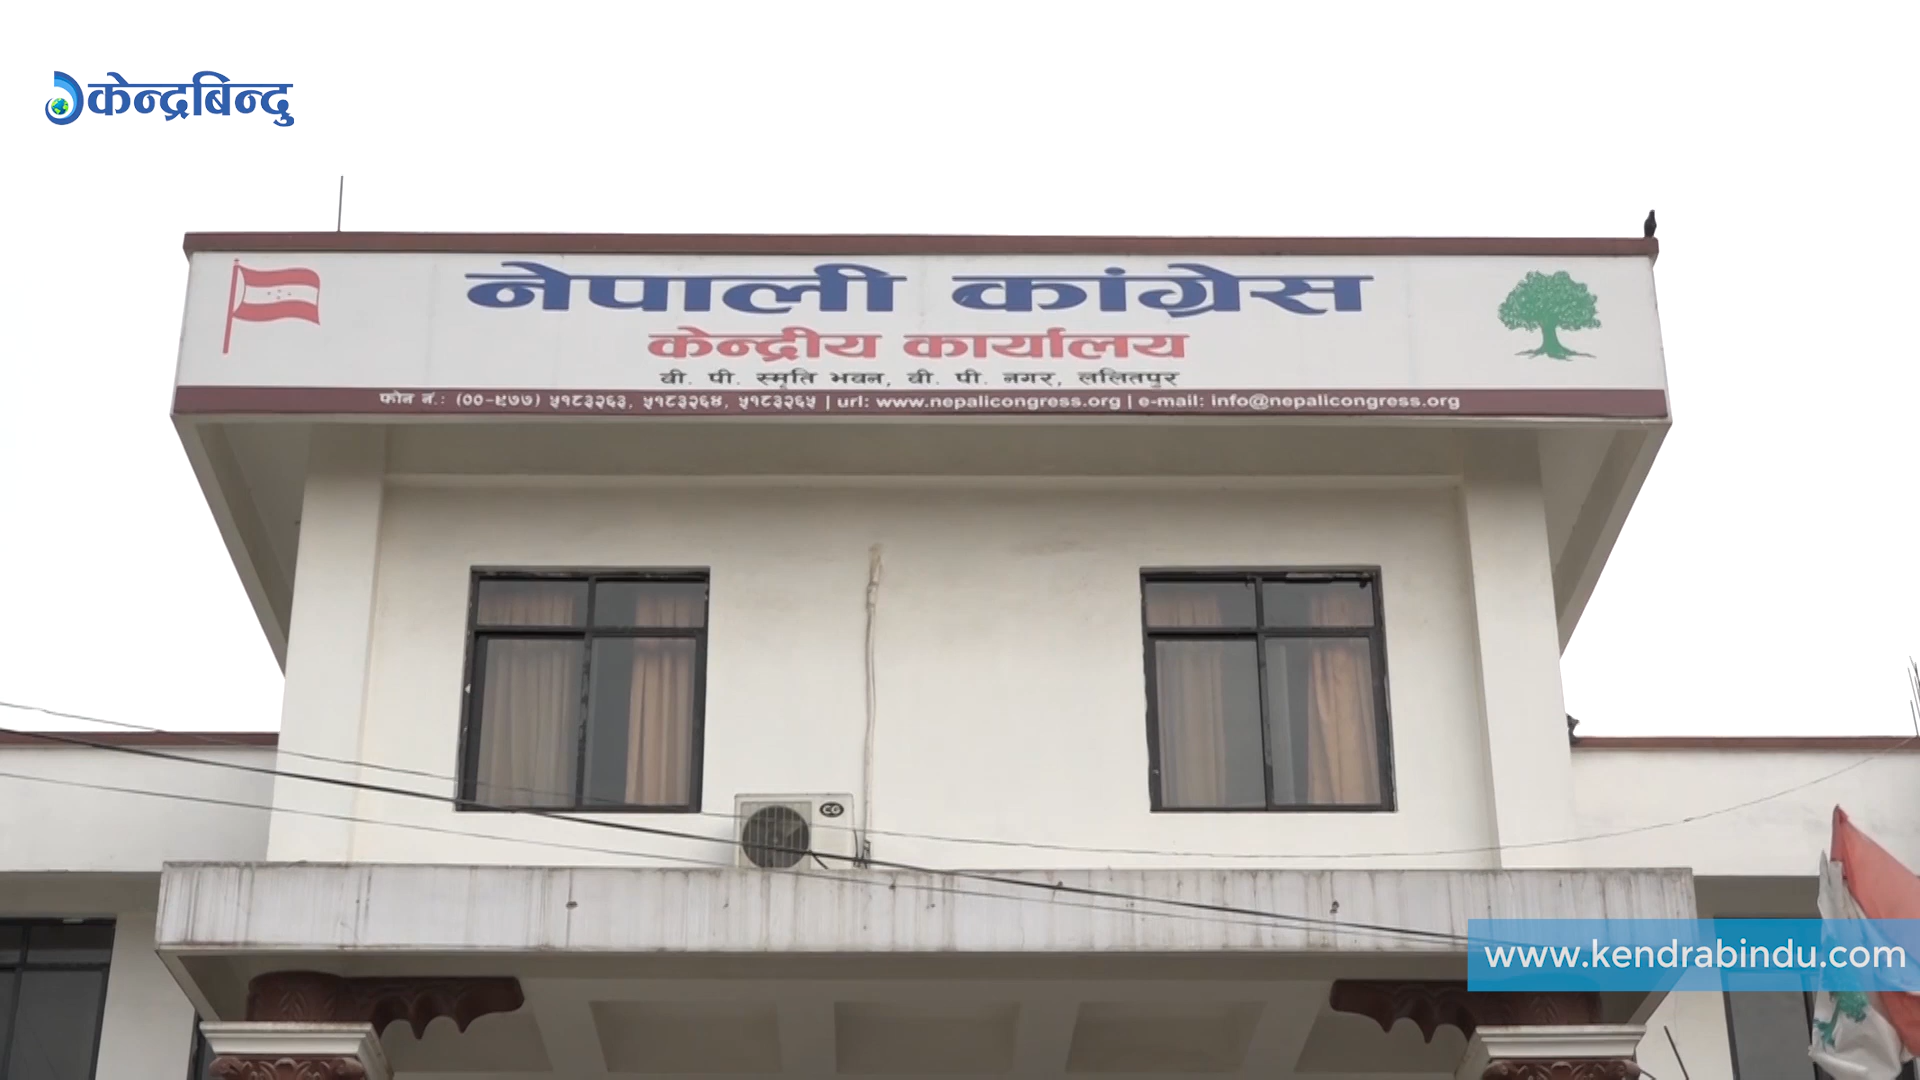 केन्द्रबिन्दु
नेपाली कांग्रेस
केन्द्रीय कार्यालय
बी. पी. स्मृति भवन, बी. पी. नगर, ललितपुर
फोन नं.: (००-९७७) ५१८३२६३, ५१८३२६४, ५१८३२६५ | url: www.nepalicongress.org | e-mail: info@nepalicongress.org
CG
www.kendrabindu.com